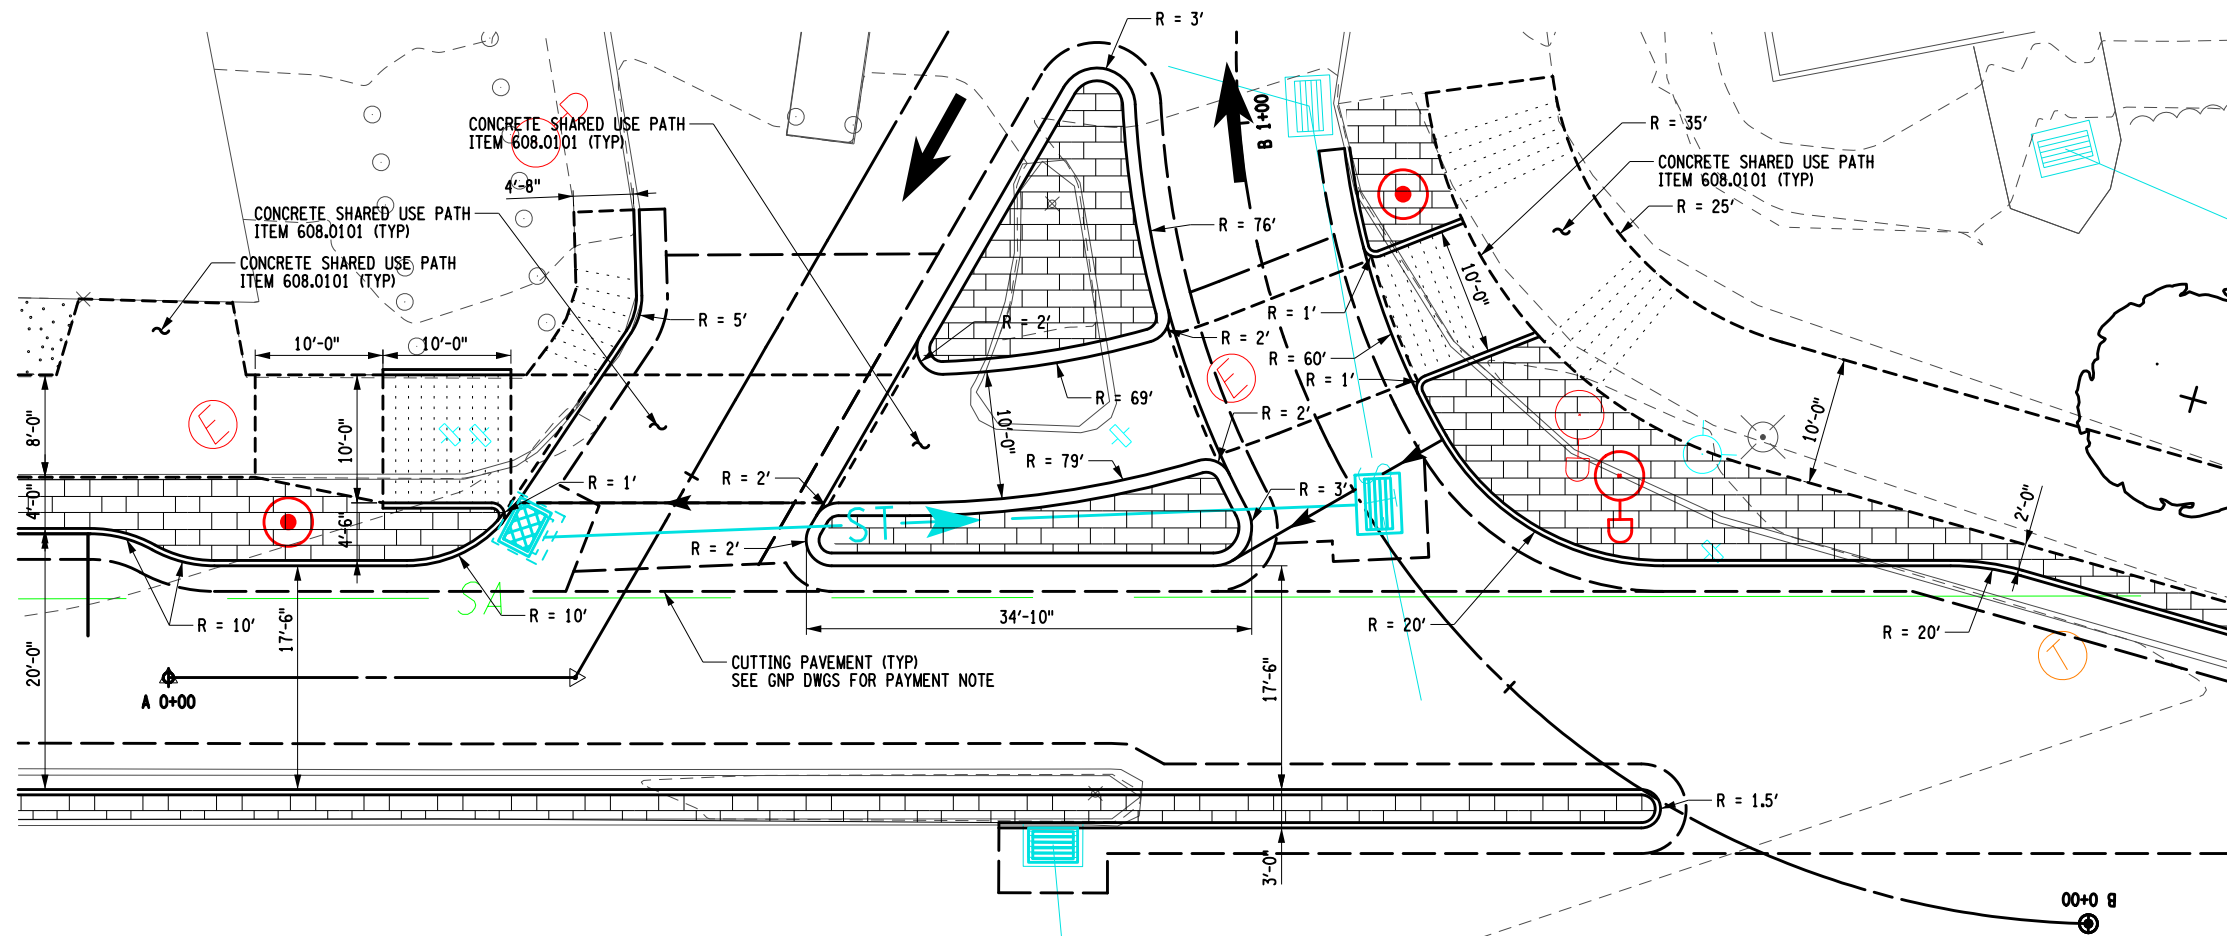 R = 3'
B 1+00
CONCRETE SHARED USE PATH
ITEM 608.0101 (TYP)
R = 35'
CONCRETE SHARED USE PATH
ITEM 608.0101 (TYP)
4'-8"
R = 25'
CONCRETE SHARED USE PATH
ITEM 608.0101 (TYP)
R = 76'
CONCRETE SHARED USE PATH
ITEM 608.0101 (TYP)
10'-0"
R = 5'
R = 2'
R = 1'
R = 2'
10'-0"
10'-0"
R = 60'
R = 1'
E
R = 69'
E
8'-0"
10'-0"
10'-0"
R = 2'
10'-0"
R = 79'
R = 1'
R = 2'
R = 3'
4'-0"
4'-6"
ST
2'-0"
R = 2'
SA
R = 10'
R = 10'
34'-10"
R = 20'
R = 20'
17'-6"
20'-0"
CUTTING PAVEMENT (TYP)
SEE GNP DWGS FOR PAYMENT NOTE
T
17'-6"
A 0+00
R = 1.5'
3'-0"
B 0+00